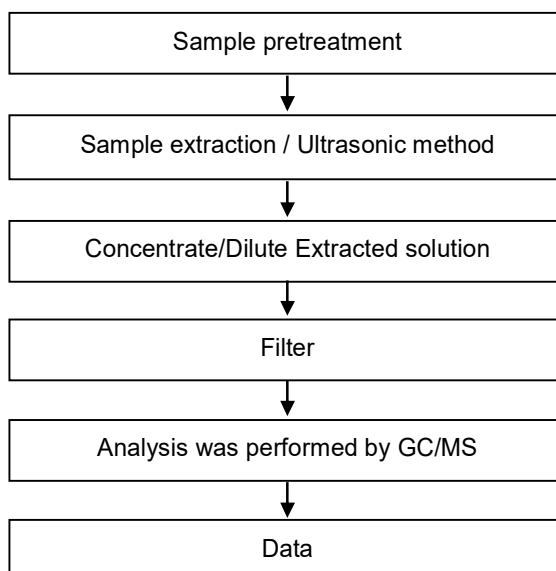 Sample pretreatment
Sample extraction / Ultrasonic method
Concentrate/Dilute Extracted solution
Filter
Analysis was performed by GC/MS
Data